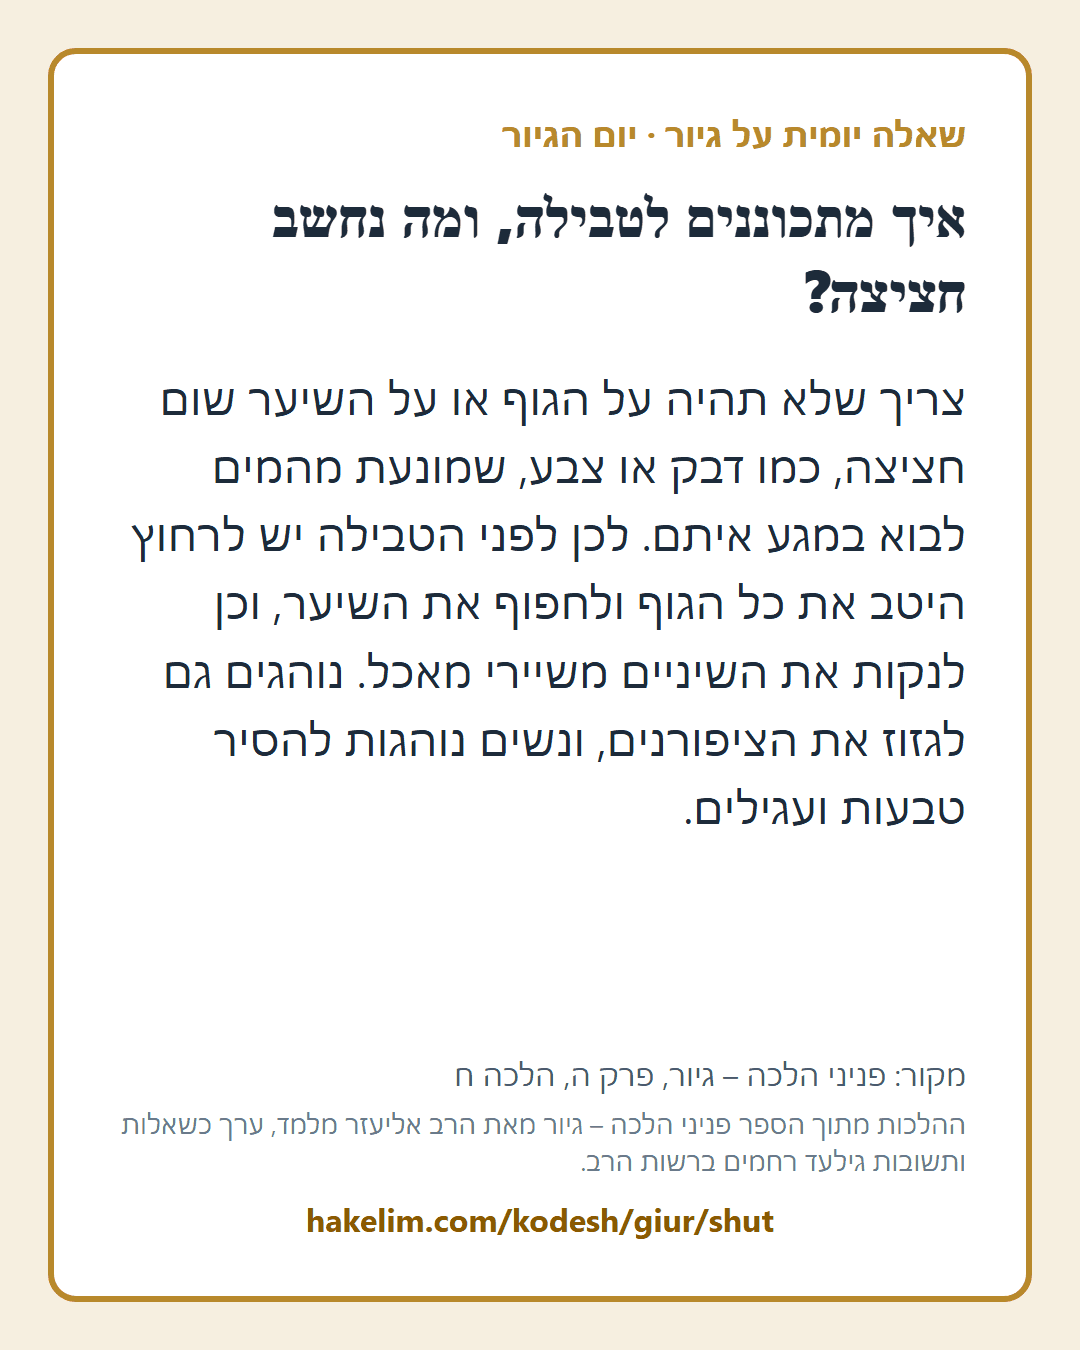 שאלה יומית על גיור · יום הגיור
איך מתכוננים לטבילה, ומה נחשב
חציצה?
צריך שלא תהיה על הגוף או על השיער שום
חציצה, כמו דבק או צבע, שמונעת מהמים
לבוא במגע איתם. לכן לפני הטבילה יש לרחוץ
היטב את כל הגוף ולחפוף את השיער, וכן
לנקות את השיניים משיירי מאכל. נוהגים גם
לגזוז את הציפורנים, ונשים נוהגות להסיר
טבעות ועגילים.
מקור: פניני הלכה – גיור, פרק ה, הלכה ח
ההלכות מתוך הספר פניני הלכה – גיור מאת הרב אליעזר מלמד, ערך כשאלות
ותשובות גילעד רחמים ברשות הרב.
hakelim.com/kodesh/giur/shut